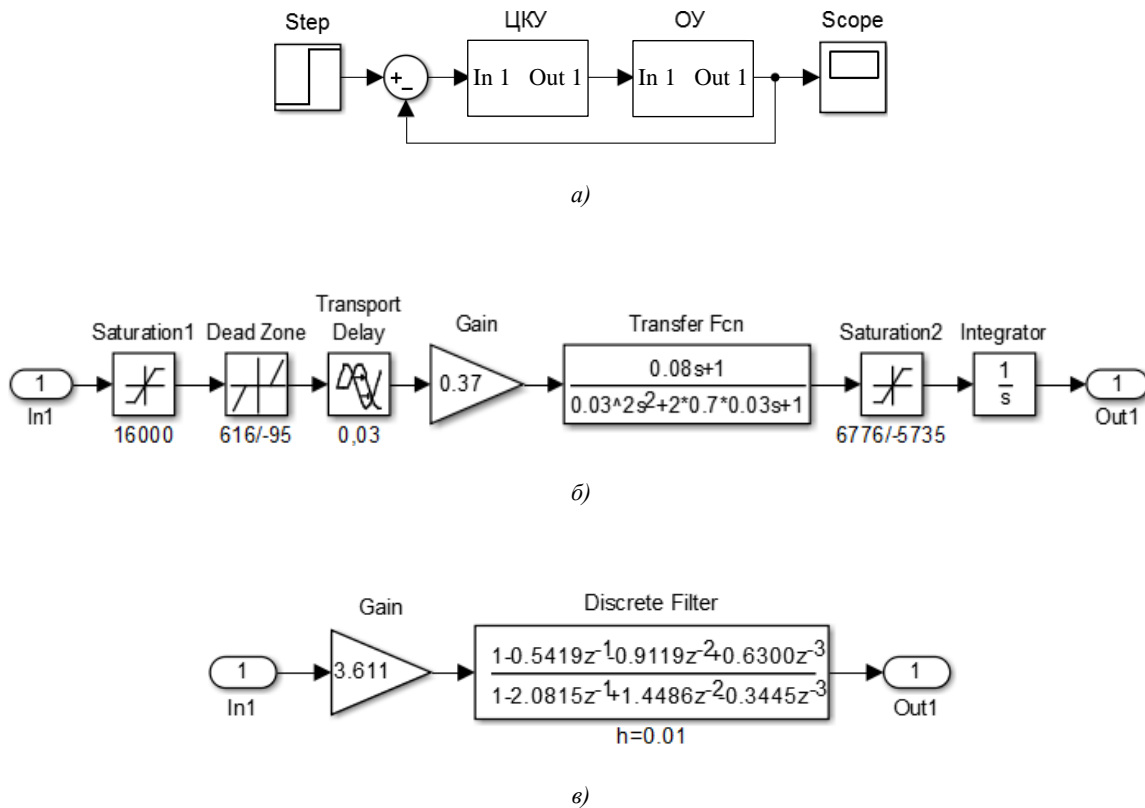 Step ЦКУ ОУ Scope
In 1 Out 1 In 1 Out 1
а)
Transport
Saturation1 Dead Zone Delay Gain Transfer Fcn Saturation2 Integrator
0.08s+1
1 0.37 1 1
0.03^2s²+2*0.7*0.03s+1 s
In1 16000 616/-95 0,03 6776/-5735 Out1
б)
Gain Discrete Filter
1-0.5419z⁻¹-0.9119z⁻²+0.6300z⁻³
1 3.611 1
1-2.0815z⁻¹+1.4486z⁻²-0.3445z⁻³
In1 Out1
h=0.01
в)